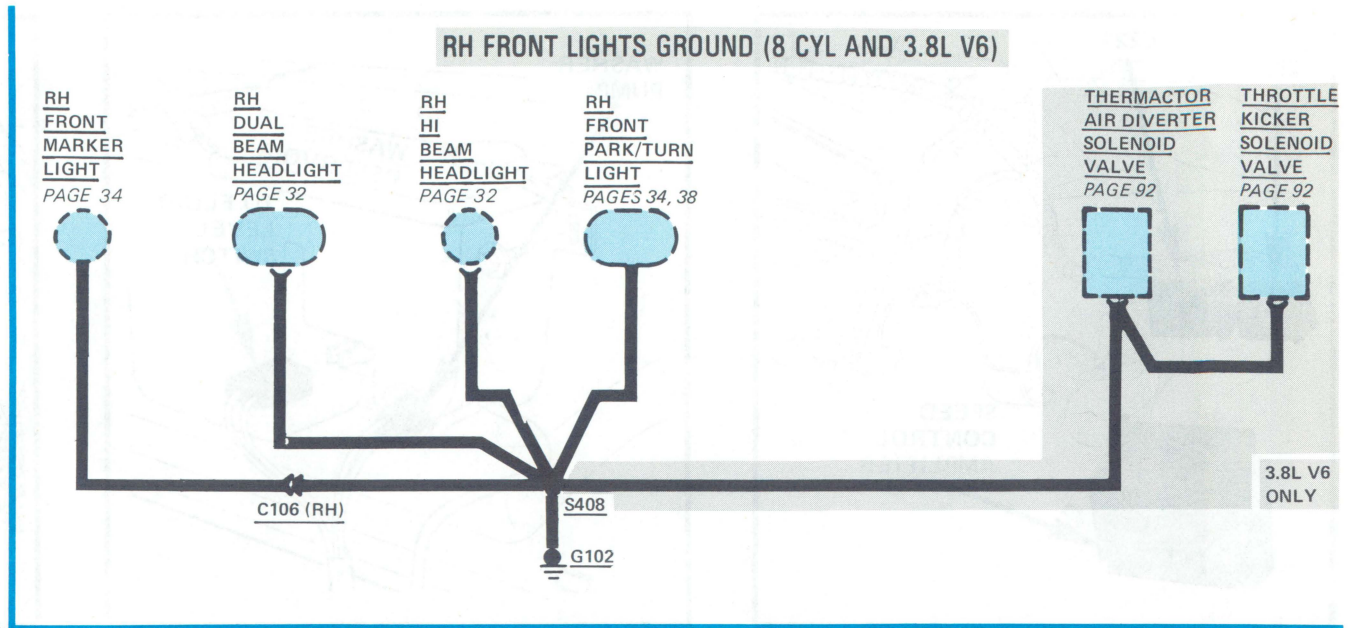 RH FRONT LIGHTS GROUND (8 CYL AND 3.8L V6)
RH
FRONT
MARKER
LIGHT
PAGE 34
RH
DUAL
BEAM
HEADLIGHT
PAGE 32
RH
HI
BEAM
HEADLIGHT
PAGE 32
RH
FRONT
PARK/TURN
LIGHT
PAGES 34, 38
THERMACTOR
AIR DIVERTER
SOLENOID
VALVE
PAGE 92
THROTTLE
KICKER
SOLENOID
VALVE
PAGE 92
C106 (RH)
S408
G102
3.8L V6
ONLY